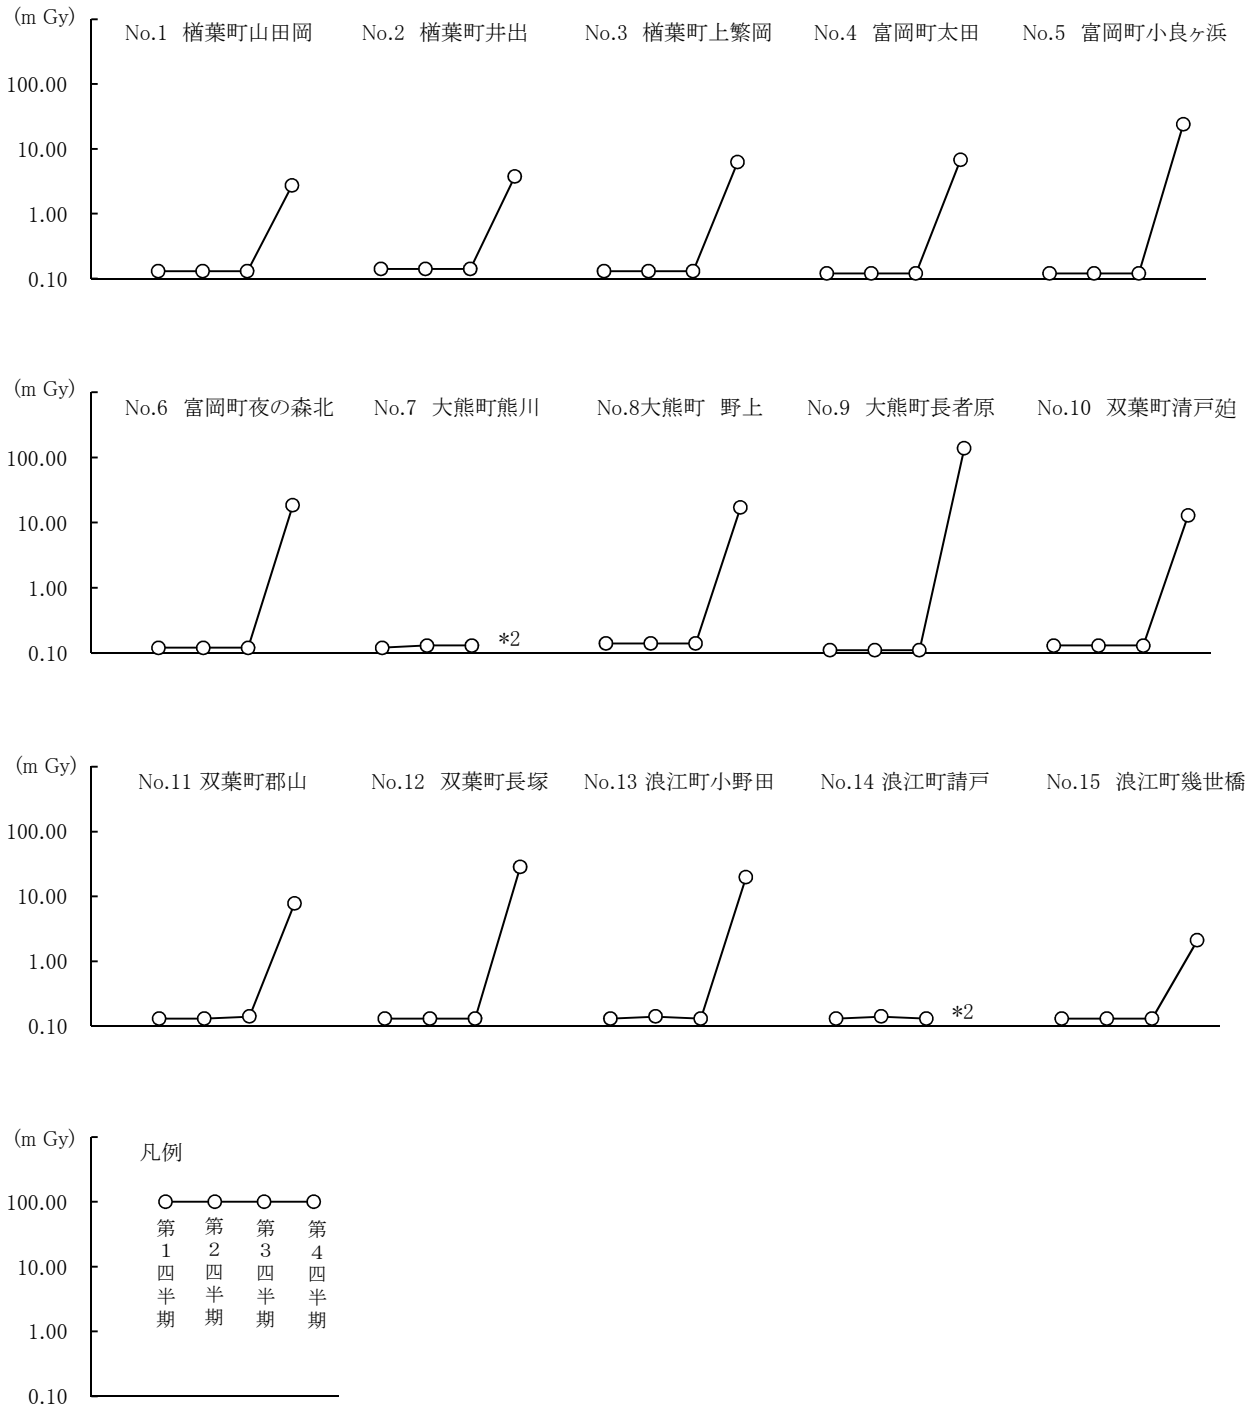 (m Gy)
No.1 楢葉町山田岡 No.2 楢葉町井出 No.3 楢葉町上繁岡 No.4 富岡町太田 No.5 富岡町小良ヶ浜
100.00
10.00
1.00
0.10
(m Gy)
No.6 富岡町夜の森北 No.7 大熊町熊川 No.8大熊町 野上 No.9 大熊町長者原 No.10 双葉町清戸廹
100.00
10.00
1.00
*2
0.10
(m Gy)
No.11 双葉町郡山 No.12 双葉町長塚 No.13 浪江町小野田 No.14 浪江町請戸 No.15 浪江町幾世橋
100.00
10.00
1.00
*2
0.10
(m Gy)
凡例
100.00
10.00
1.00
0.10
第1四半期
第2四半期
第3四半期
第4四半期